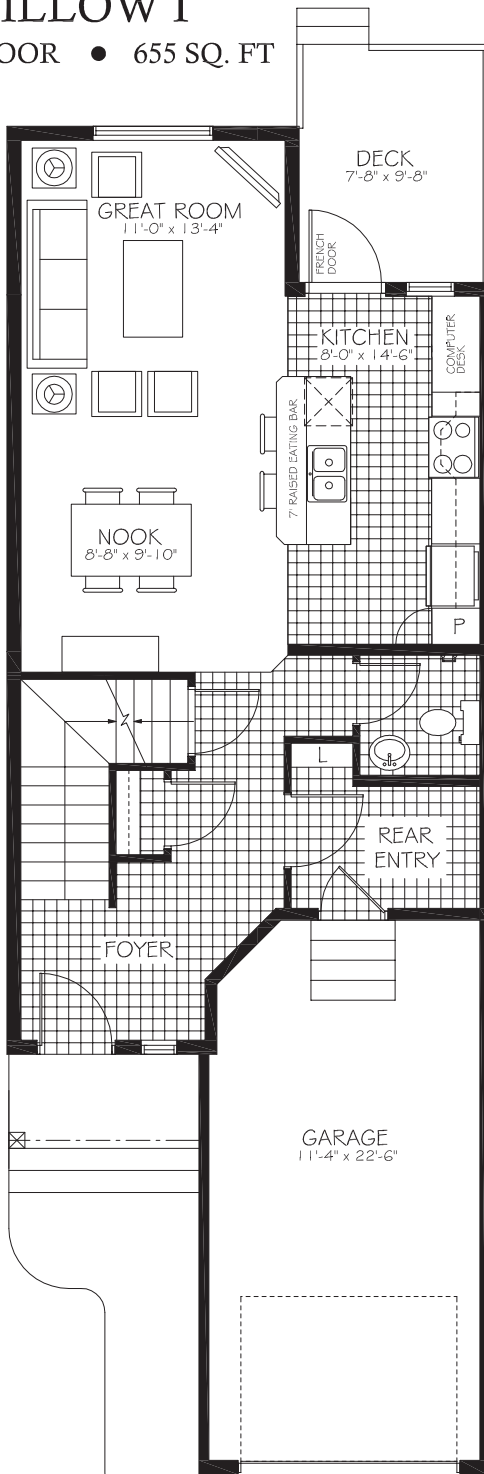 ILLOW I
OOR • 655 SQ. FT
DECK
7'-8" x 9'-8"
GREAT ROOM
11'-0" x 13'-4"
FRENCH
DOOR
KITCHEN
8'-0" x 14'-6"
COMPUTER
DESK
7' RAISED EATING BAR
NOOK
8'-8" x 9'-10"
P
L
REAR
ENTRY
FOYER
GARAGE
11'-4" x 22'-6"